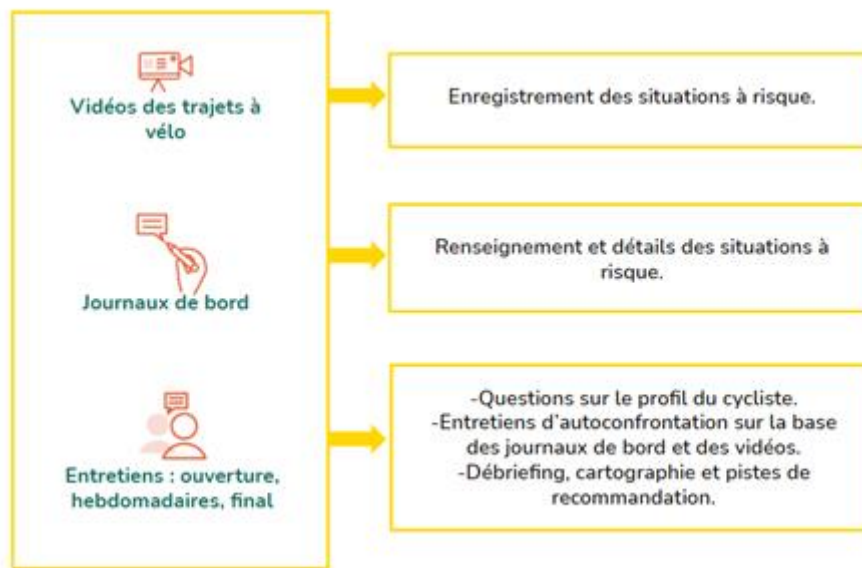 Vidéos des trajets à
vélo
Enregistrement des situations à risque.
Journaux de bord
Renseignement et détails des situations à
risque.
Entretiens : ouverture,
hebdomadaires, final
-Questions sur le profil du cycliste.
-Entretiens d'autoconfrontation sur la base
des journaux de bord et des vidéos.
-Débriefing, cartographie et pistes de
recommandation.